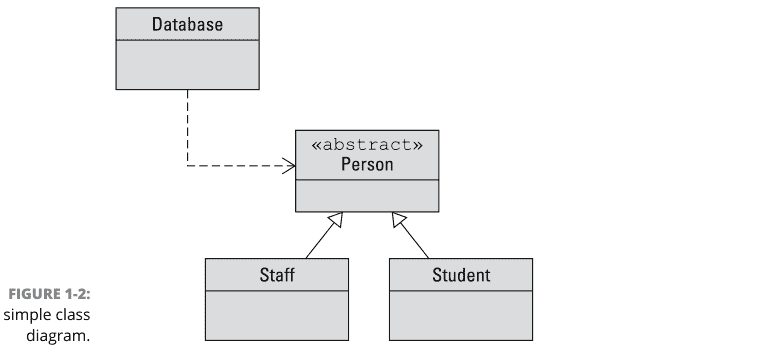 Database
«abstract»
Person
Staff
Student
FIGURE 1-2:
simple class
diagram.